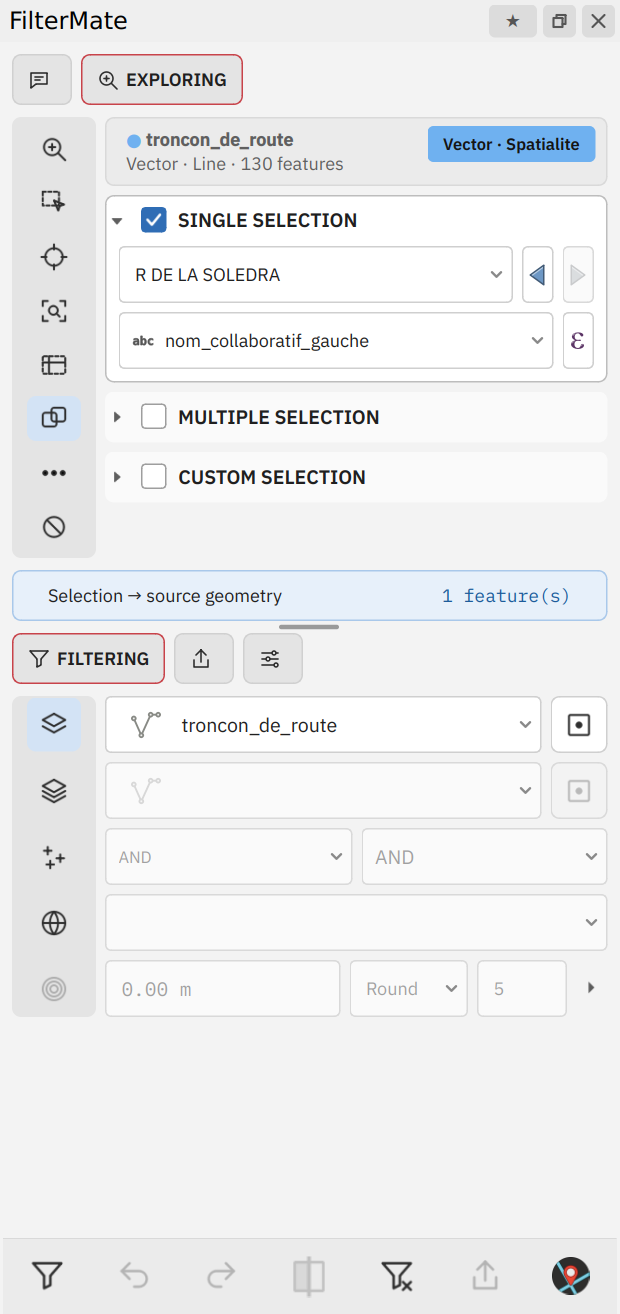 FilterMate
EXPLORING
troncon_de_route
Vector · Line · 130 features
Vector · Spatialite
SINGLE SELECTION
R DE LA SOLEDRA
abc nom_collaboratif_gauche
ε
MULTIPLE SELECTION
CUSTOM SELECTION
Selection → source geometry 1 feature(s)
FILTERING
troncon_de_route
AND AND
0.00 m Round 5